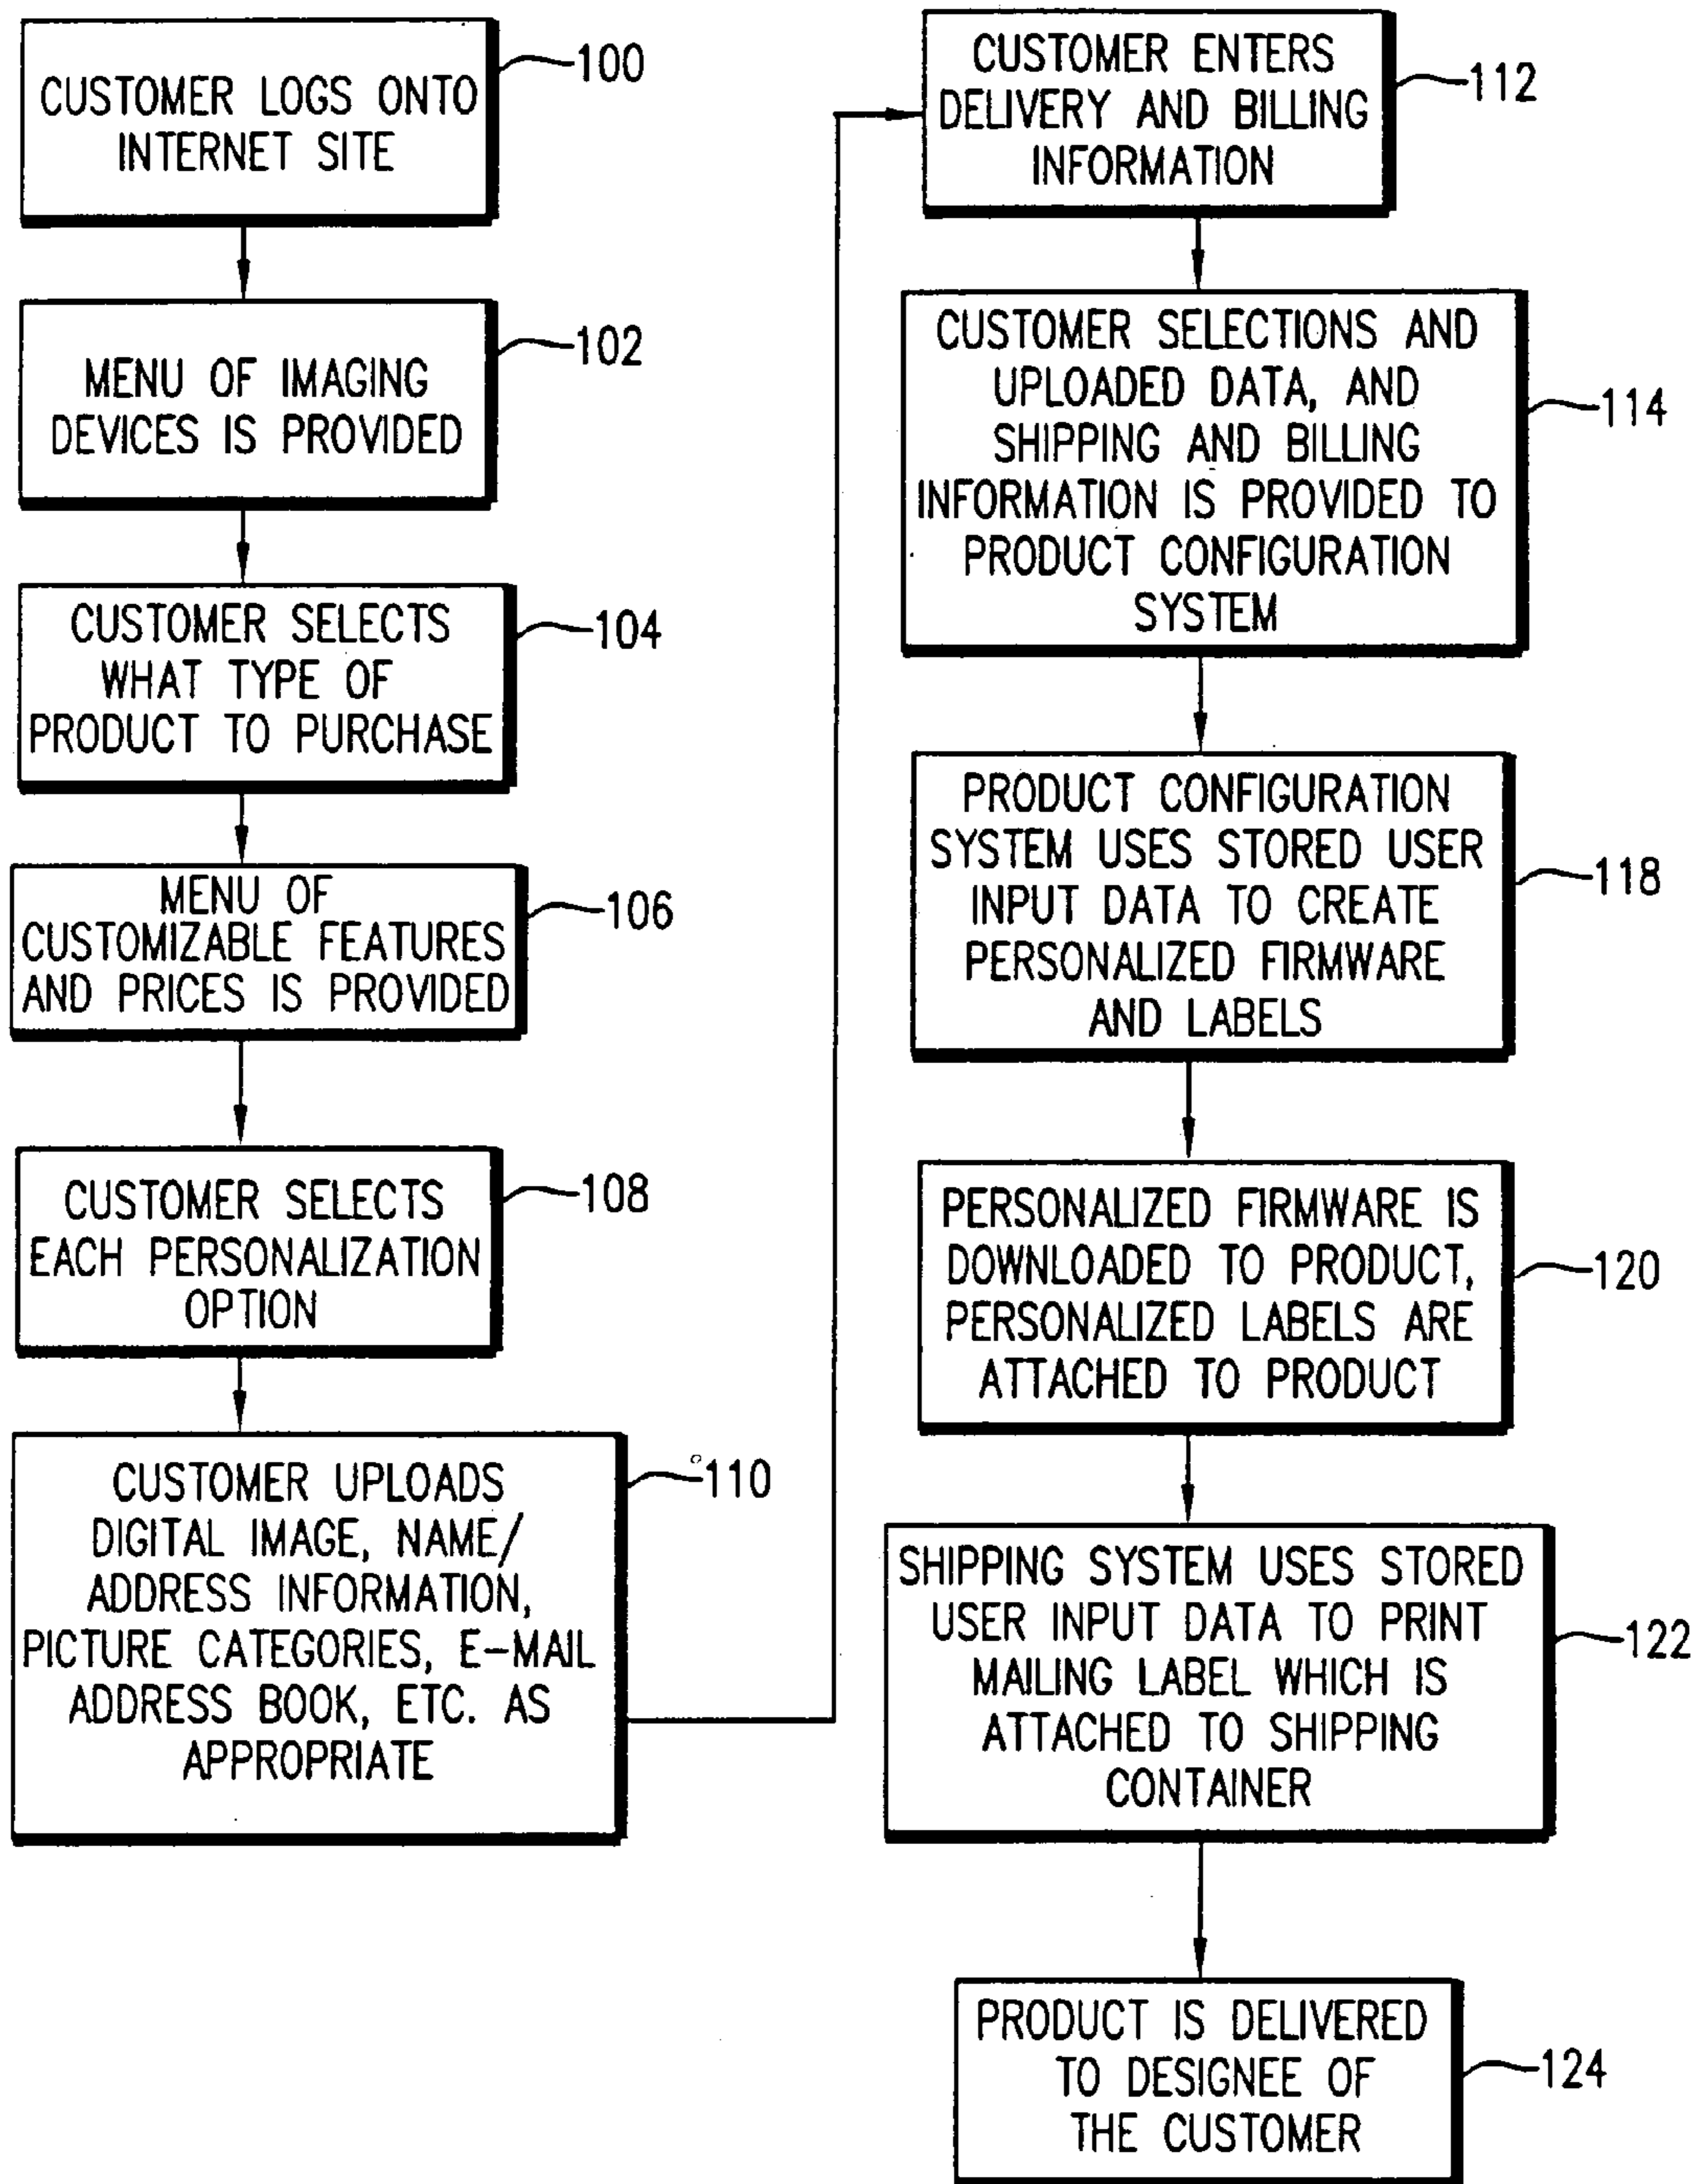 CUSTOMER LOGS ONTO
INTERNET SITE
100
MENU OF IMAGING
DEVICES IS PROVIDED
102
CUSTOMER SELECTS
WHAT TYPE OF
PRODUCT TO PURCHASE
104
MENU OF
CUSTOMIZABLE FEATURES
AND PRICES IS PROVIDED
106
CUSTOMER SELECTS
EACH PERSONALIZATION
OPTION
108
CUSTOMER UPLOADS
DIGITAL IMAGE, NAME/
ADDRESS INFORMATION,
PICTURE CATEGORIES, E-MAIL
ADDRESS BOOK, ETC. AS
APPROPRIATE
110
CUSTOMER ENTERS
DELIVERY AND BILLING
INFORMATION
112
CUSTOMER SELECTIONS AND
UPLOADED DATA, AND
SHIPPING AND BILLING
INFORMATION IS PROVIDED TO
PRODUCT CONFIGURATION
SYSTEM
114
PRODUCT CONFIGURATION
SYSTEM USES STORED USER
INPUT DATA TO CREATE
PERSONALIZED FIRMWARE
AND LABELS
118
PERSONALIZED FIRMWARE IS
DOWNLOADED TO PRODUCT,
PERSONALIZED LABELS ARE
ATTACHED TO PRODUCT
120
SHIPPING SYSTEM USES STORED
USER INPUT DATA TO PRINT
MAILING LABEL WHICH IS
ATTACHED TO SHIPPING
CONTAINER
122
PRODUCT IS DELIVERED
TO DESIGNEE OF
THE CUSTOMER
124